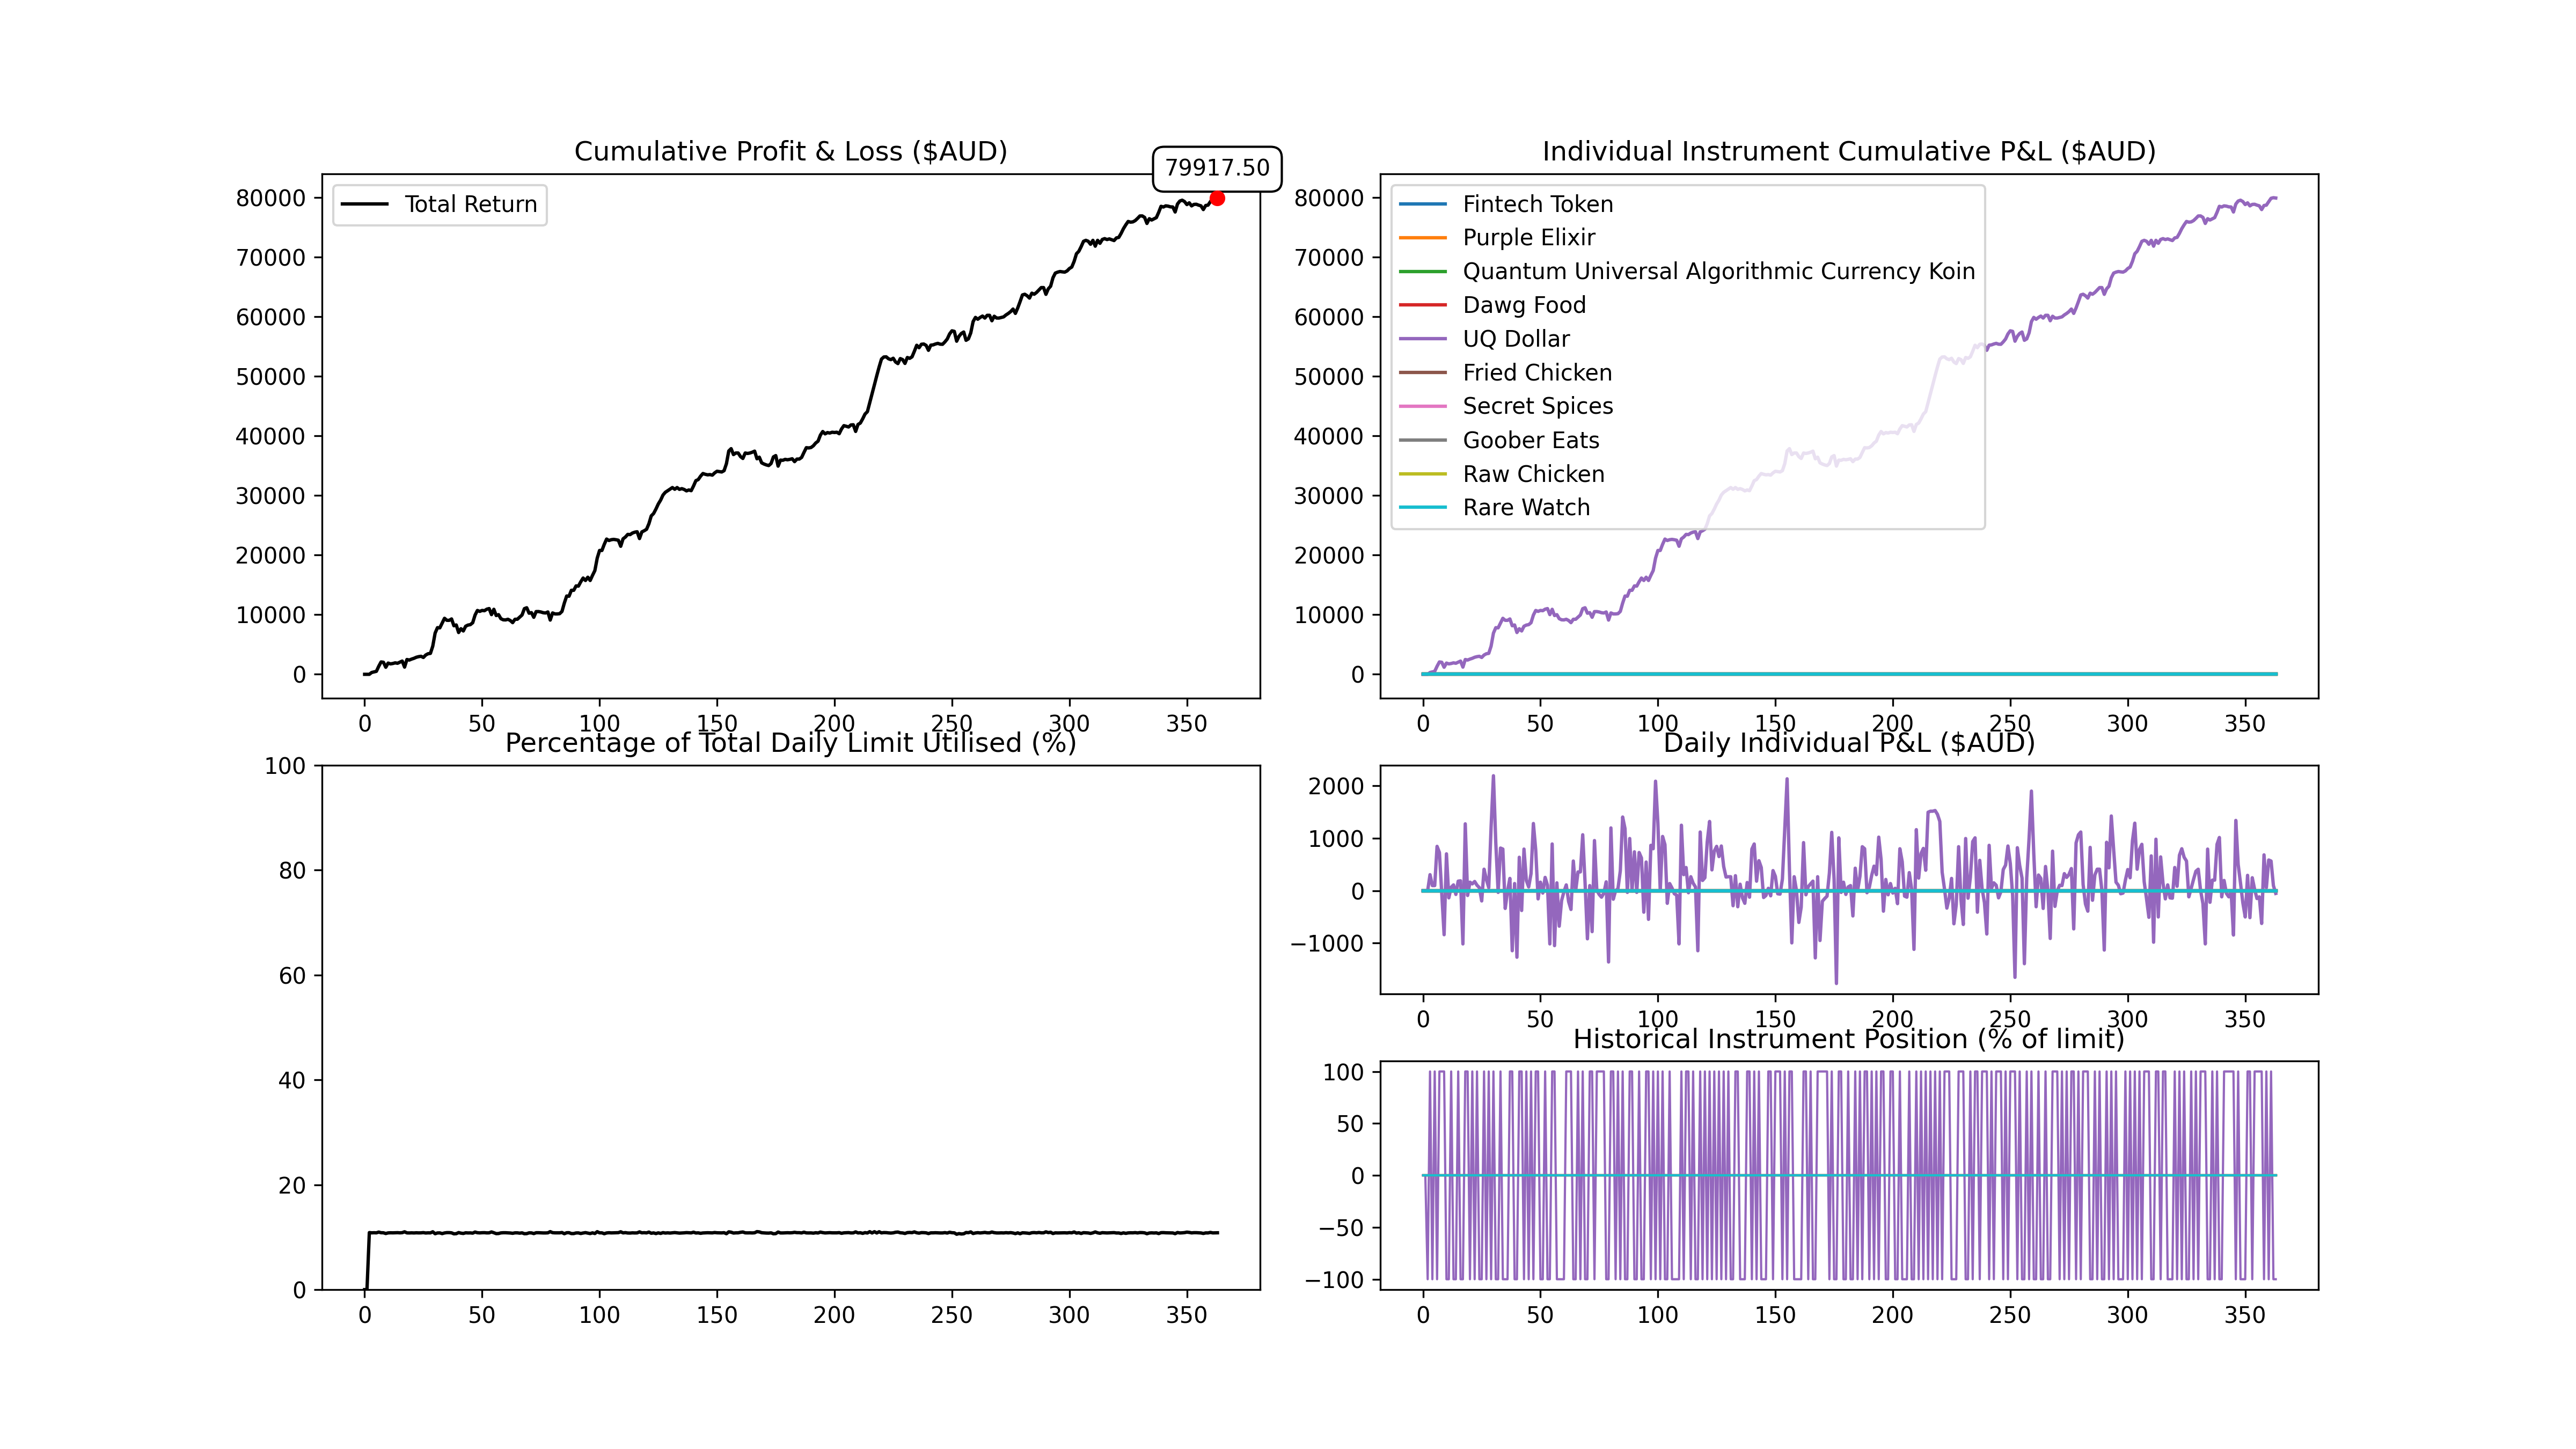 Cumulative Profit & Loss ($AUD)
79917.50
Total Return
80000
70000
60000
50000
40000
30000
20000
10000
0
0 50 100 150 200 250 300 350
Individual Instrument Cumulative P&L ($AUD)
Fintech Token
Purple Elixir
Quantum Universal Algorithmic Currency Koin
Dawg Food
UQ Dollar
Fried Chicken
Secret Spices
Goober Eats
Raw Chicken
Rare Watch
80000
70000
60000
50000
40000
30000
20000
10000
0
0 50 100 150 200 250 300 350
Percentage of Total Daily Limit Utilised (%)
100
80
60
40
20
0
0 50 100 150 200 250 300 350
Daily Individual P&L ($AUD)
2000
1000
0
−1000
0 50 100 150 200 250 300 350
Historical Instrument Position (% of limit)
100
50
0
−50
−100
0 50 100 150 200 250 300 350